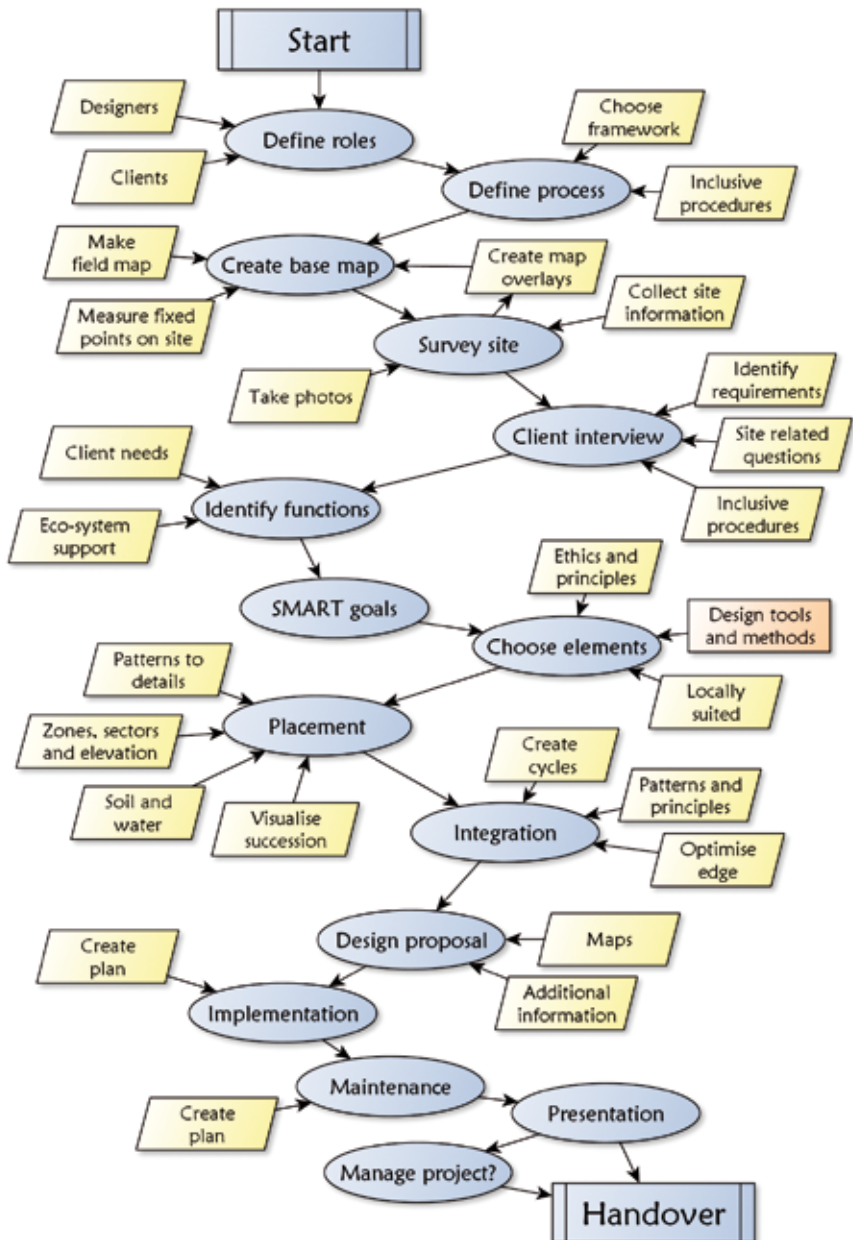 Start
Designers
Define roles
Clients
Choose
framework
Define process
Inclusive
procedures
Make
field map
Create base map
Create map
overlays
Measure fixed
points on site
Collect site
information
Survey site
Take photos
Identify
requirements
Client interview
Site related
questions
Inclusive
procedures
Client needs
Identify functions
Eco-system
support
SMART goals
Ethics and
principles
Choose elements
Design tools
and methods
Locally
suited
Patterns to
details
Placement
Zones, sectors
and elevation
Soil and
water
Visualise
succession
Create
cycles
Patterns and
principles
Integration
Optimise
edge
Design proposal
Maps
Additional
information
Create
plan
Implementation
Maintenance
Create
plan
Presentation
Manage project?
Handover